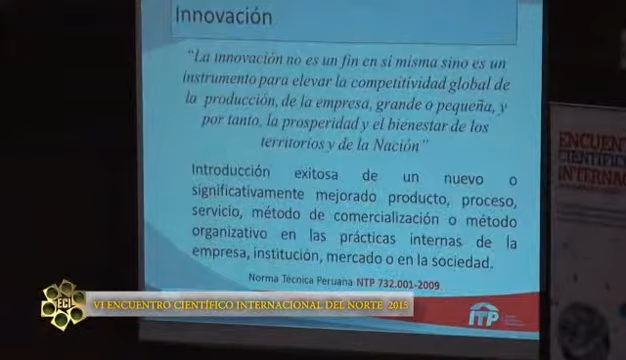 Innovación
“La innovación no es un fin en si misma sino es un
instrumento para elevar la competitividad global de
la producción, de la empresa, grande o pequeña, y
por tanto, la prosperidad y el bienestar de los
territorios y de la Nación”
Introducción exitosa de un nuevo o
significativamente mejorado producto, proceso,
servicio, método de comercialización o método
organizativo en las prácticas internas de la
empresa, institución, mercado o en la sociedad.
Norma Técnica Peruana NTP 732.001-2009.
ITP
ENCUEN
CIENTÍFIC
INTERNAC
ECI
VI ENCUENTRO CIENTÍFICO INTERNACIONAL DEL NORTE 2015